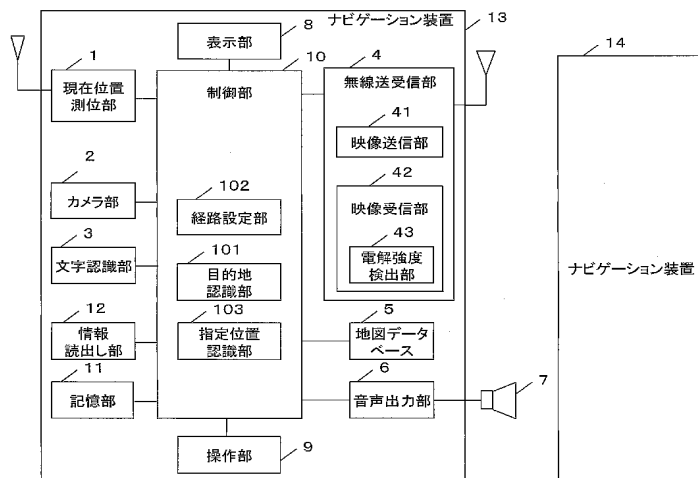 ナビゲーション装置
13
8
表示部
1
現在位置
測位部
10
制御部
4
無線送受信部
14
41
映像送信部
2
カメラ部
102
経路設定部
42
映像受信部
3
文字認識部
101
目的地
認識部
43
電解強度
検出部
ナビゲーション装置
12
情報
読出し部
103
指定位置
認識部
5
地図データ
ベース
11
記憶部
6
音声出力部
7
操作部
9